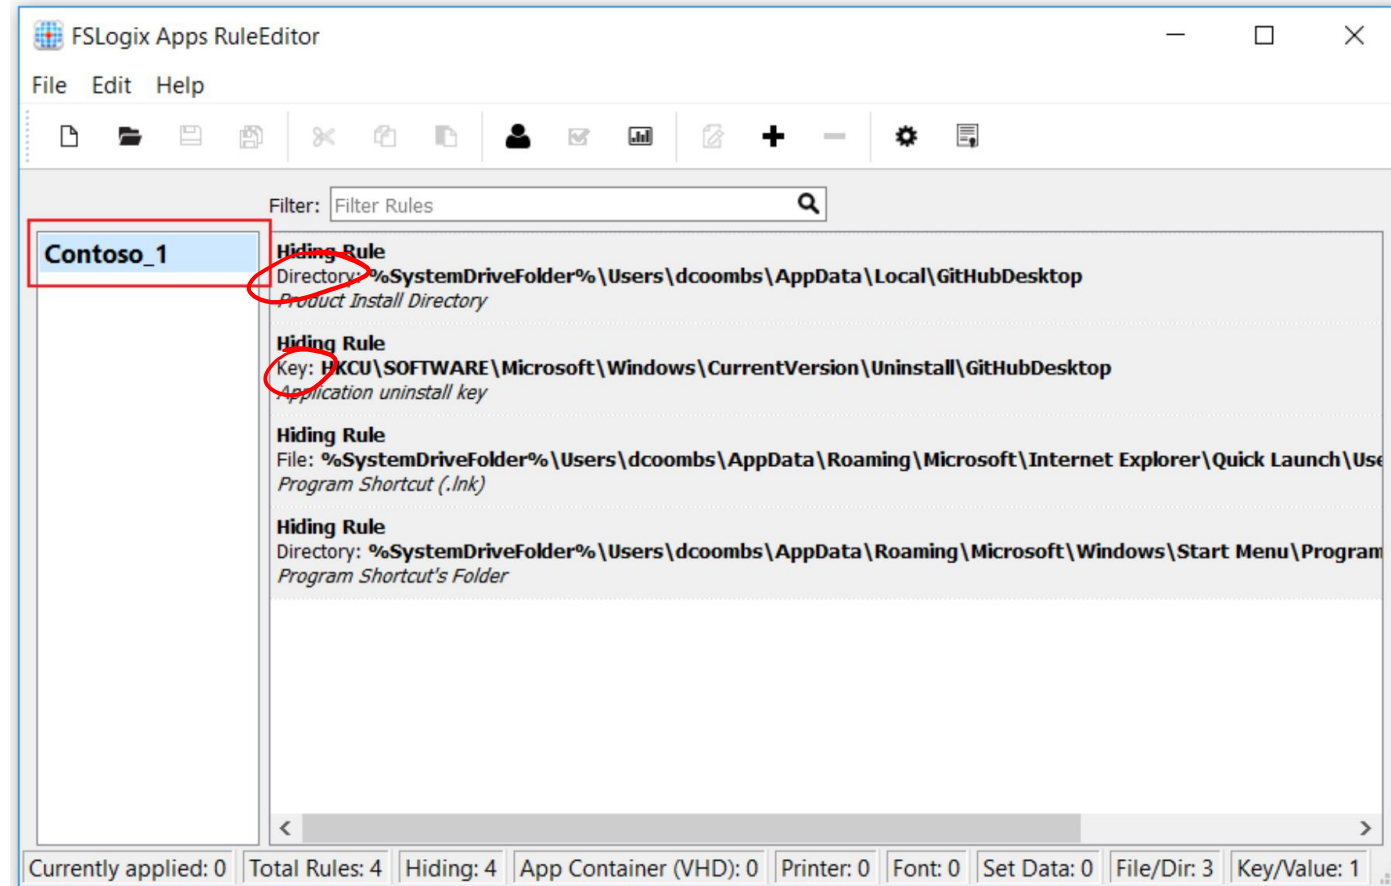 FSLogix Apps RuleEditor
File Edit Help
Filter: Filter Rules
Contoso_1
Hiding Rule
Directory: %SystemDriveFolder%\Users\dcoombs\AppData\Local\GitHubDesktop
Product Install Directory
Hiding Rule
Key: HKCU\SOFTWARE\Microsoft\Windows\CurrentVersion\Uninstall\GitHubDesktop
Application uninstall key
Hiding Rule
File: %SystemDriveFolder%\Users\dcoombs\AppData\Roaming\Microsoft\Internet Explorer\Quick Launch\Use
Program Shortcut (.lnk)
Hiding Rule
Directory: %SystemDriveFolder%\Users\dcoombs\AppData\Roaming\Microsoft\Windows\Start Menu\Program
Program Shortcut's Folder
Currently applied: 0 Total Rules: 4 Hiding: 4 App Container (VHD): 0 Printer: 0 Font: 0 Set Data: 0 File/Dir: 3 Key/Value: 1